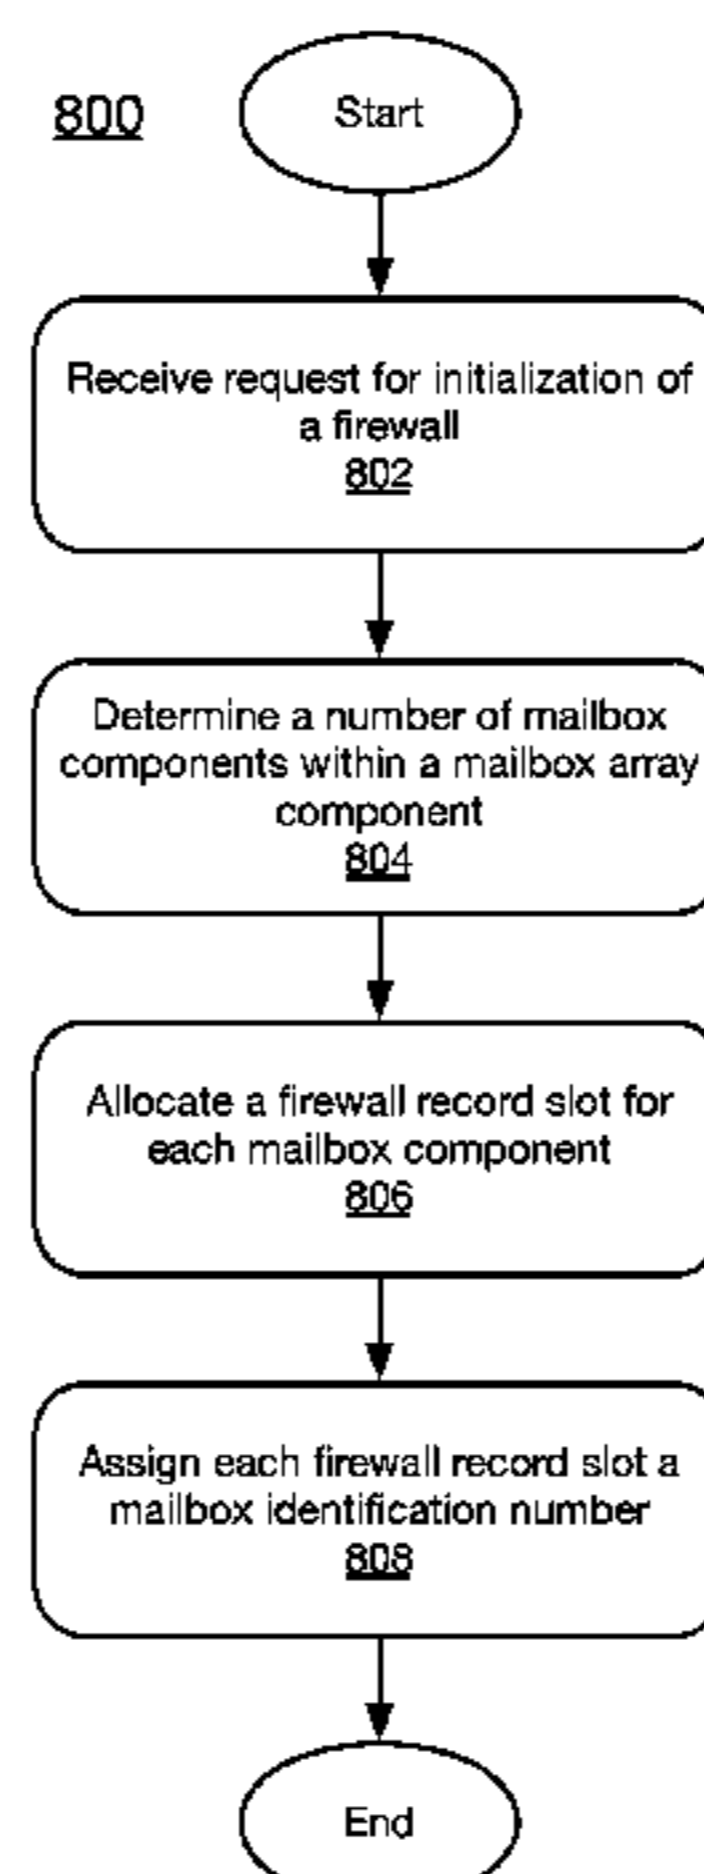 800
Start
Receive request for initialization of
a firewall
802
Determine a number of mailbox
components within a mailbox array
component
804
Allocate a firewall record slot for
each mailbox component
806
Assign each firewall record slot a
mailbox identification number
808
End